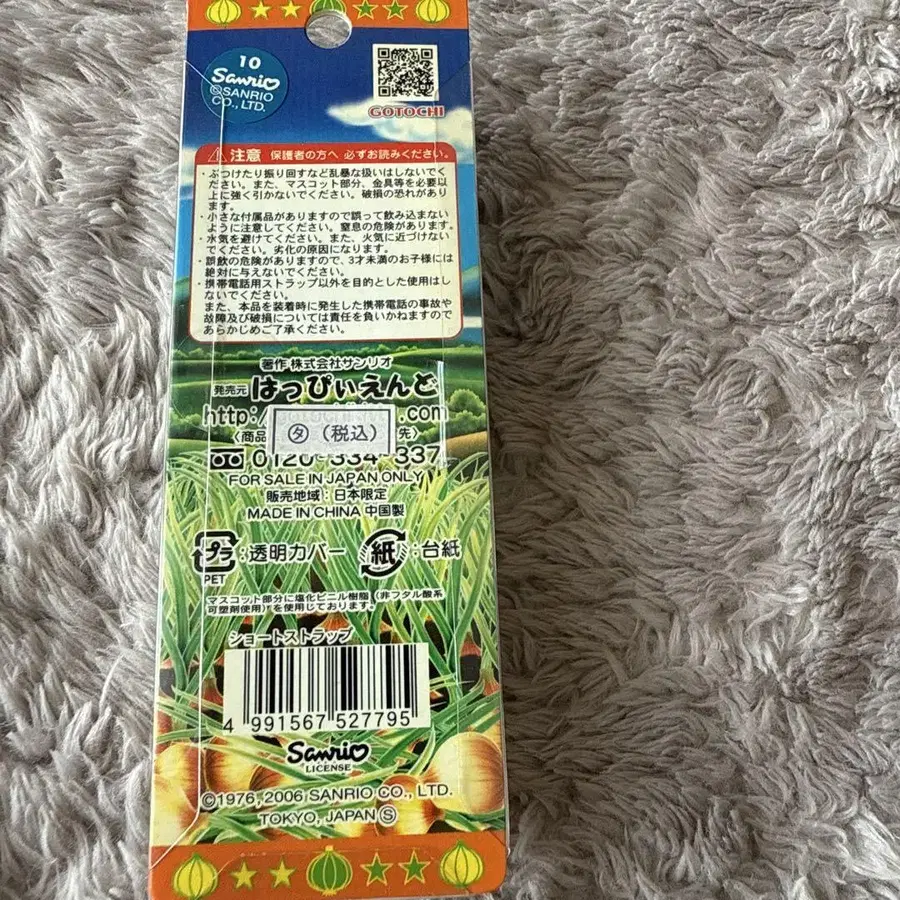 10
Sanrio
©SANRIO
CO., LTD.
GOTOCHI
注意 保護者の方へ 必ずお読みください。
・ぶつけたり振り回すなど乱暴な扱いはしないでく
ださい。また、マスコット部分、金具等を必要以
上に強く引かないでください。破損の恐れがあり
ます。
・小さな付属品がありますので誤って飲み込まない
ように注意してください。窒息の危険があります。
・水気を避けてください。また、火気に近づけない
でください。劣化の原因になります。
・誤飲の危険がありますので、3才未満のお子様には
絶対に与えないでください。
・携帯電話用ストラップ以外を目的とした使用はし
ないでください。
また、本品を装着時に発生した携帯電話の事故や
故障及び破損については責任を負いかねますので
であらかじめご了承ください。
著作 株式会社サンリオ
発売元 はっぴぃえんど
http:/ .com
〈商品 先〉
タ (税込)
0120-334-337
FOR SALE IN JAPAN ONLY
販売地域:日本限定
MADE IN CHINA 中国製
プラ :透明カバー 紙 :台紙
PET
マスコット部分に塩化ビニル樹脂(非フタル酸系
可塑剤使用)を使用しております。
ショートストラップ
4 991567 527795
Sanrio
LICENSE
©1976, 2006 SANRIO CO., LTD.
TOKYO, JAPAN Ⓢ